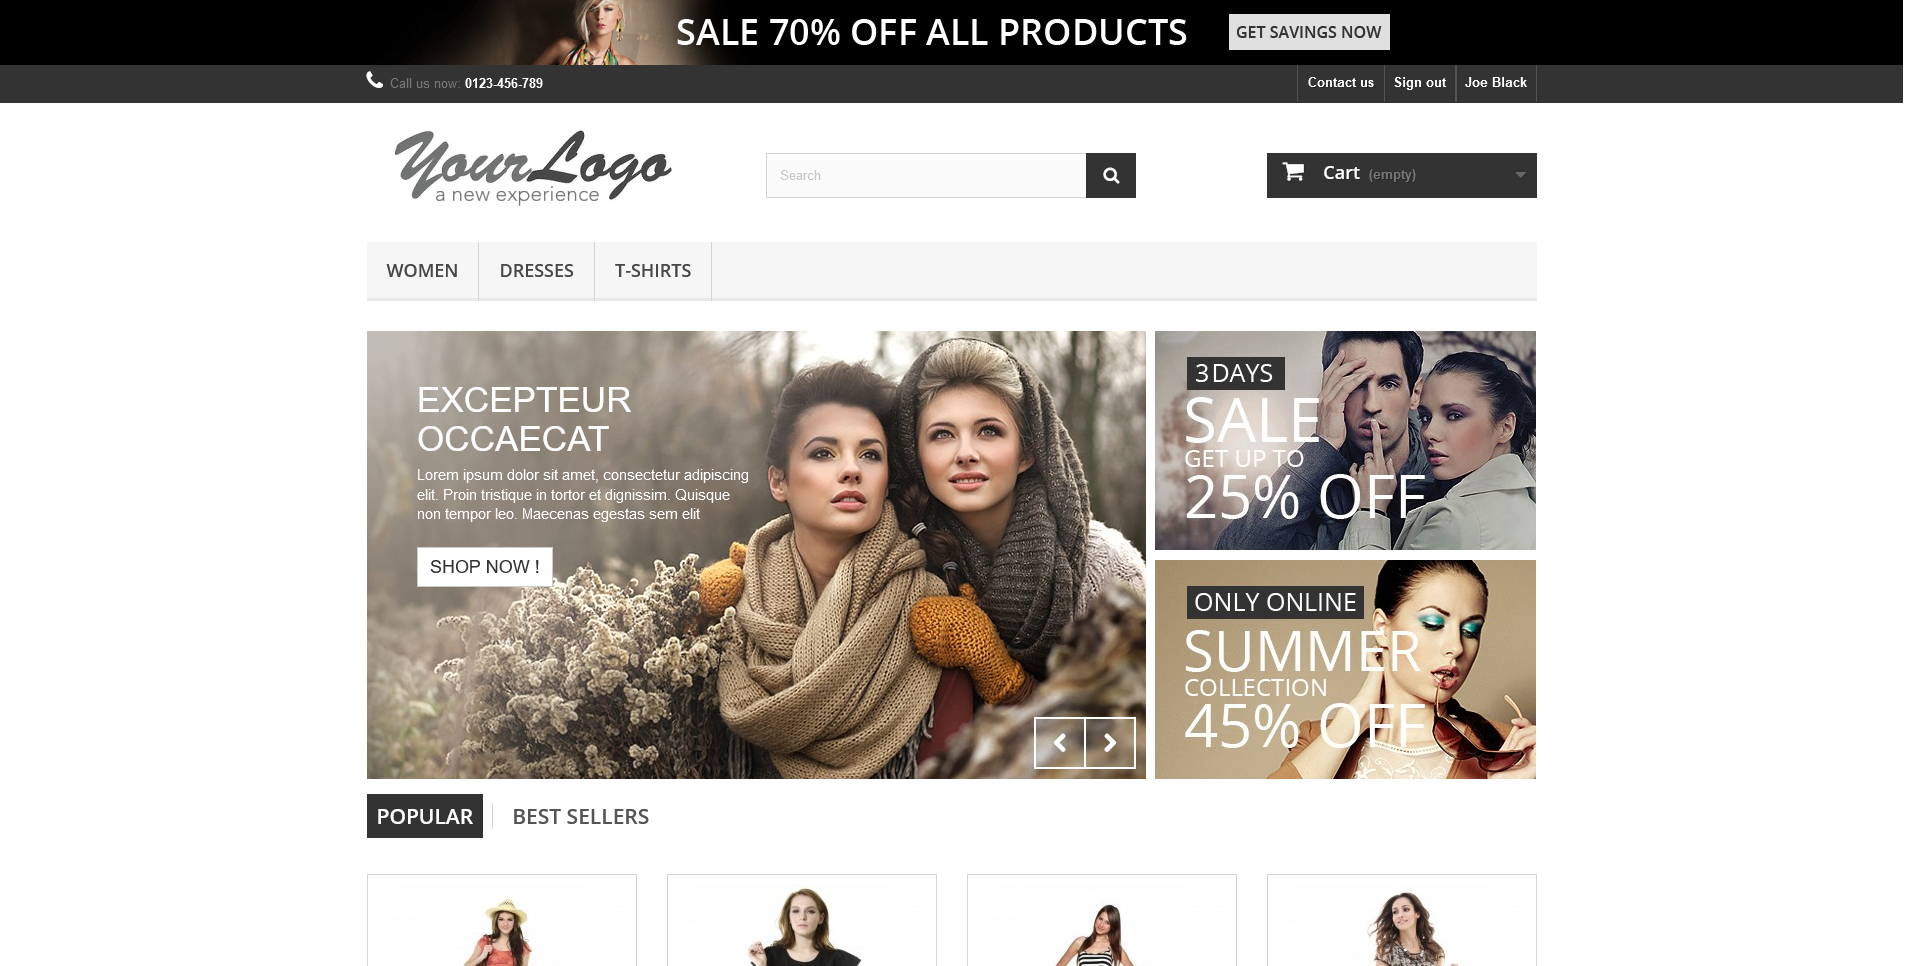 SALE 70% OFF ALL PRODUCTS
GET SAVINGS NOW
Call us now: 0123-456-789
Contact us
Sign out
Joe Black
YourLogo
a new experience
Search
Cart (empty)
WOMEN
DRESSES
T-SHIRTS
EXCEPTEUR
OCCAECAT
Lorem ipsum dolor sit amet, consectetur adipiscing
elit. Proin tristique in tortor et dignissim. Quisque
non tempor leo. Maecenas egestas sem elit
SHOP NOW !
3 DAYS
SALE
GET UP TO
25% OFF
ONLY ONLINE
SUMMER
COLLECTION
45% OFF
POPULAR
BEST SELLERS